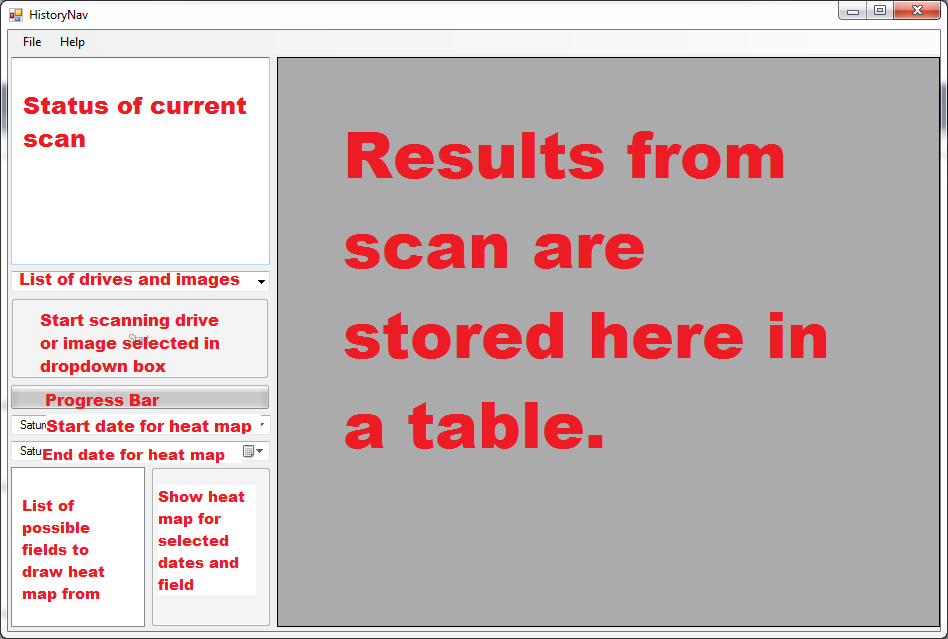 HistoryNav
File Help
Status of current
scan
List of drives and images
Start scanning drive
or image selected in
dropdown box
Progress Bar
Start date for heat map
End date for heat map
List of
possible
fields to
draw heat
map from
Show heat
map for
selected
dates and
field
Results from
scan are
stored here in
a table.